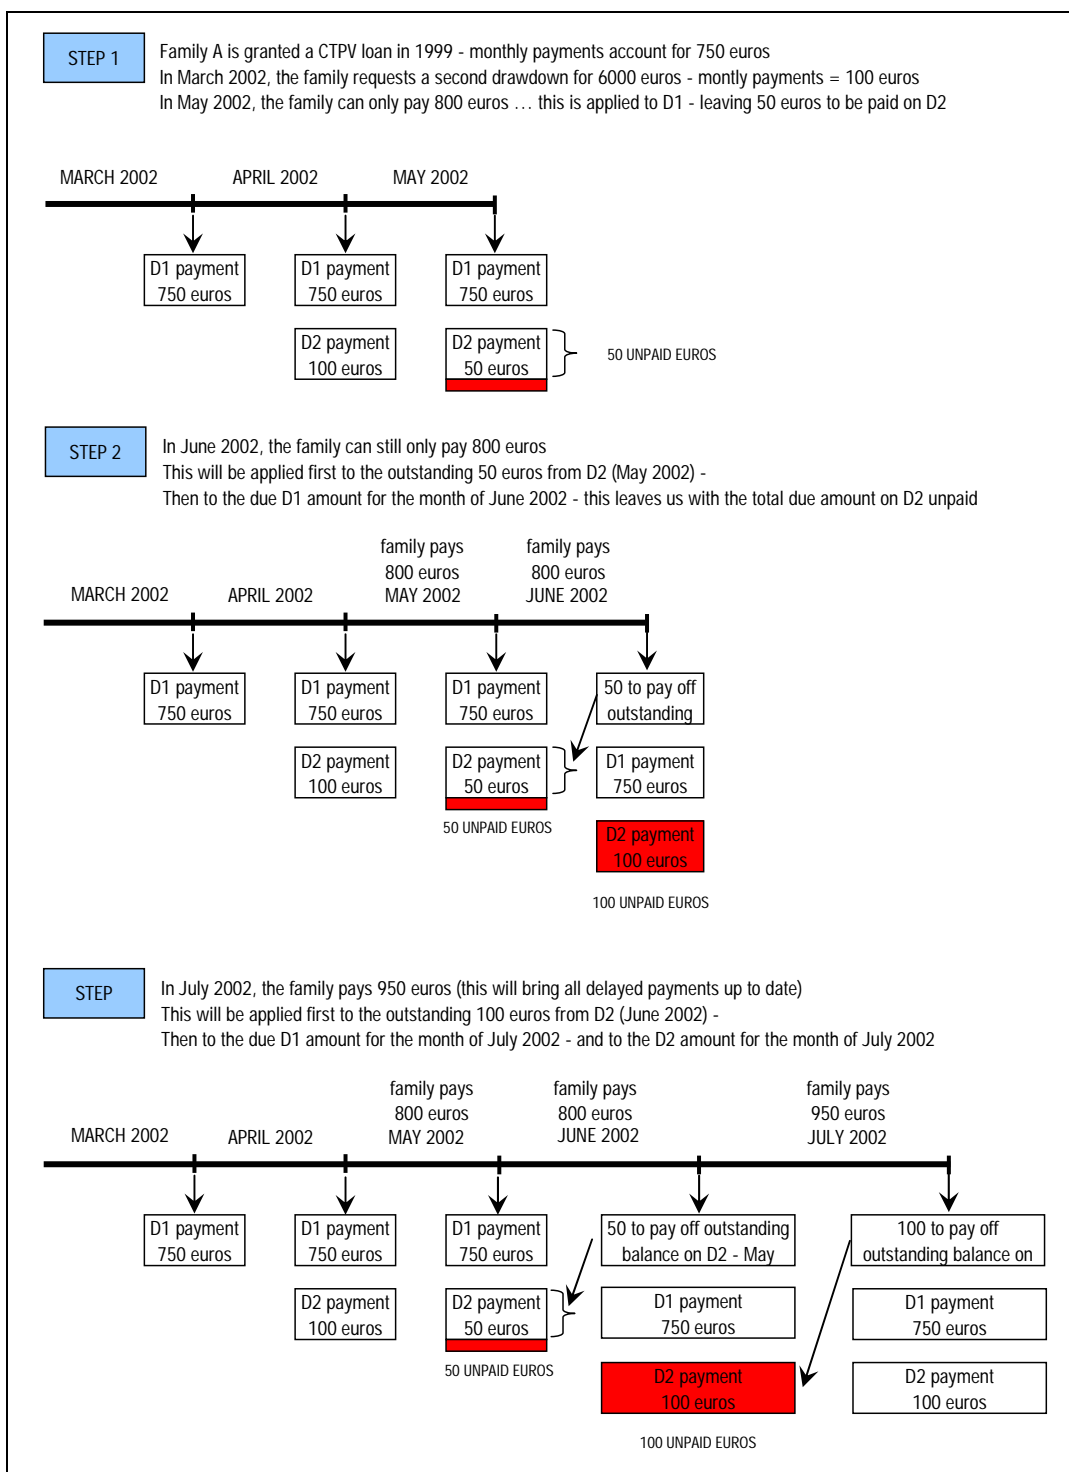 STEP 1
Family A is granted a CTPV loan in 1999 - monthly payments account for 750 euros
In March 2002, the family requests a second drawdown for 6000 euros - montly payments = 100 euros
In May 2002, the family can only pay 800 euros … this is applied to D1 - leaving 50 euros to be paid on D2
MARCH 2002
APRIL 2002
MAY 2002
D1 payment
750 euros
D1 payment
750 euros
D1 payment
750 euros
D2 payment
100 euros
D2 payment
50 euros
50 UNPAID EUROS
STEP 2
In June 2002, the family can still only pay 800 euros
This will be applied first to the outstanding 50 euros from D2 (May 2002) -
Then to the due D1 amount for the month of June 2002 - this leaves us with the total due amount on D2 unpaid
family pays
800 euros
MAY 2002
family pays
800 euros
JUNE 2002
MARCH 2002
APRIL 2002
D1 payment
750 euros
D1 payment
750 euros
D1 payment
750 euros
50 to pay off
outstanding
D2 payment
100 euros
D2 payment
50 euros
D1 payment
750 euros
50 UNPAID EUROS
D2 payment
100 euros
100 UNPAID EUROS
STEP
In July 2002, the family pays 950 euros (this will bring all delayed payments up to date)
This will be applied first to the outstanding 100 euros from D2 (June 2002) -
Then to the due D1 amount for the month of July 2002 - and to the D2 amount for the month of July 2002
family pays
800 euros
MAY 2002
family pays
800 euros
JUNE 2002
family pays
950 euros
JULY 2002
MARCH 2002
APRIL 2002
D1 payment
750 euros
D1 payment
750 euros
D1 payment
750 euros
50 to pay off outstanding
balance on D2 - May
100 to pay off
outstanding balance on
D2 payment
100 euros
D2 payment
50 euros
D1 payment
750 euros
D1 payment
750 euros
50 UNPAID EUROS
D2 payment
100 euros
D2 payment
100 euros
100 UNPAID EUROS